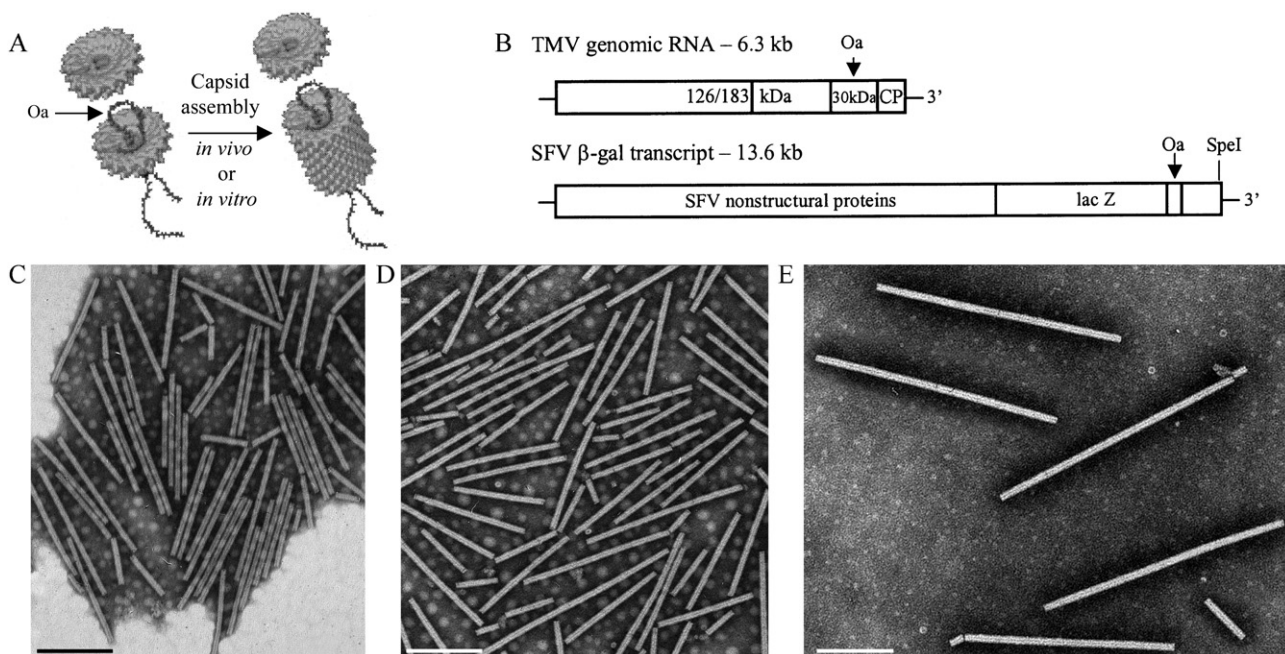 A
Oa
Capsid
assembly
in vivo
or
in vitro
B
TMV genomic RNA – 6.3 kb
Oa
126/183 kDa 30kDa CP 3’
SFV β-gal transcript – 13.6 kb
Oa SpeI
SFV nonstructural proteins lac Z 3’
C
D
E